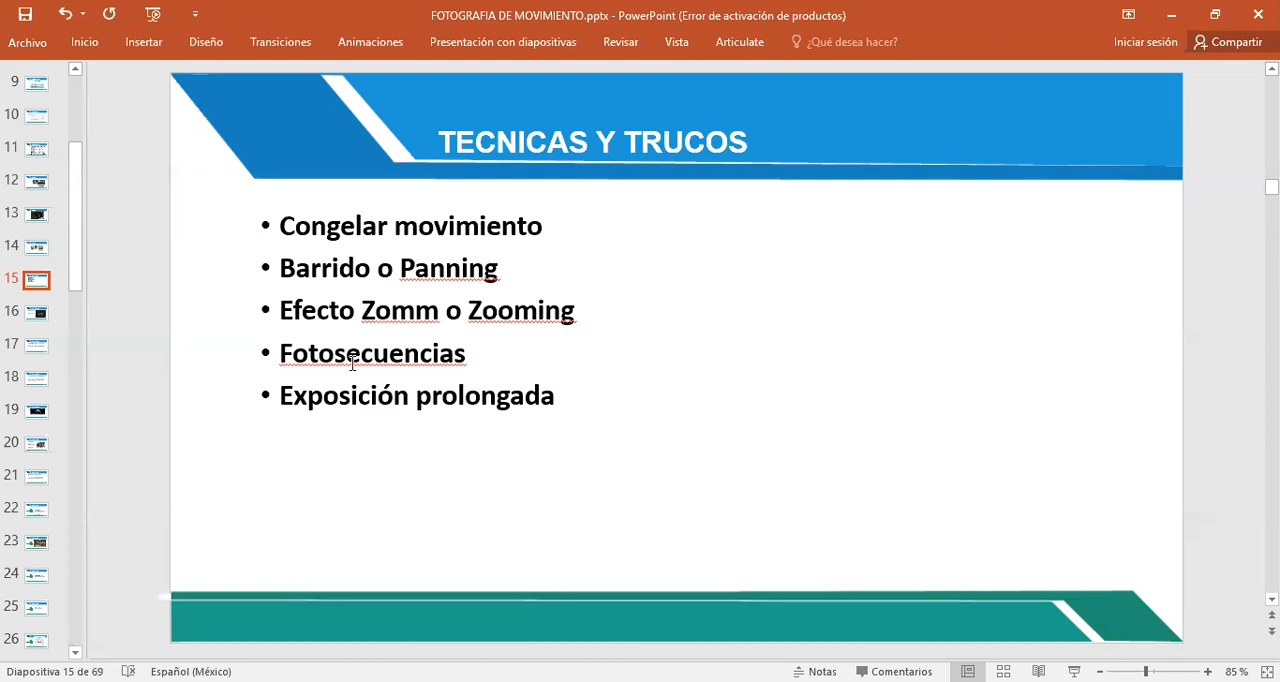 FOTOGRAFIA DE MOVIMIENTO.pptx - PowerPoint (Error de activación de productos)
Archivo Inicio Insertar Diseño Transiciones Animaciones Presentación con diapositivas Revisar Vista Articulate ¿Qué desea hacer? Iniciar sesión Compartir
9
10
11
12
13
14
15
16
17
18
19
20
21
22
23
24
25
26
TECNICAS Y TRUCOS
• Congelar movimiento
• Barrido o Panning
• Efecto Zomm o Zooming
• Fotosecuencias
• Exposición prolongada
Diapositiva 15 de 69 Español (México) Notas Comentarios 85 %